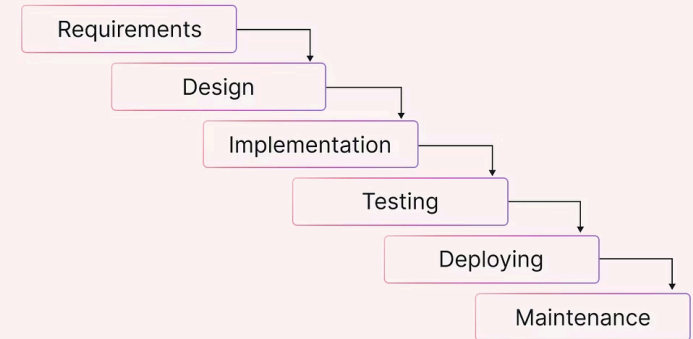 Requirements
Design
Implementation
Testing
Deploying
Maintenance